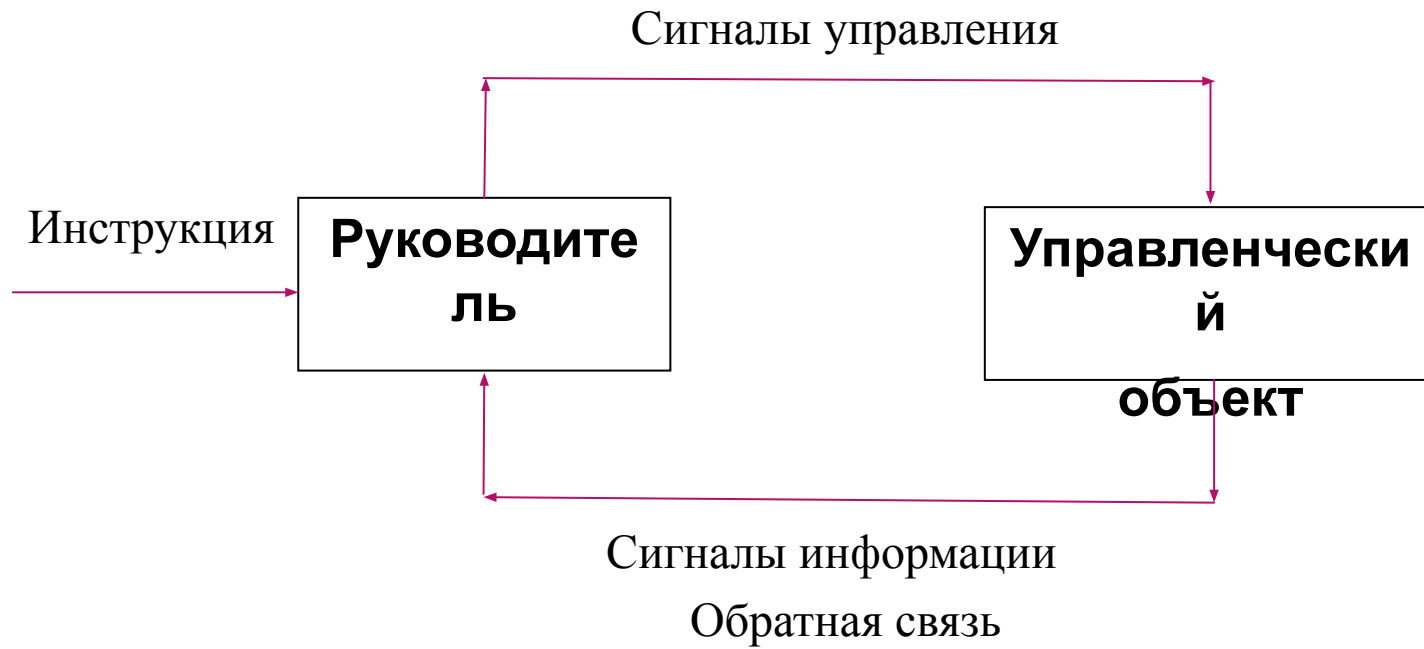 Сигналы управления
Инструкция
Руководите
ль
Управленчески
й
объект
Сигналы информации
Обратная связь